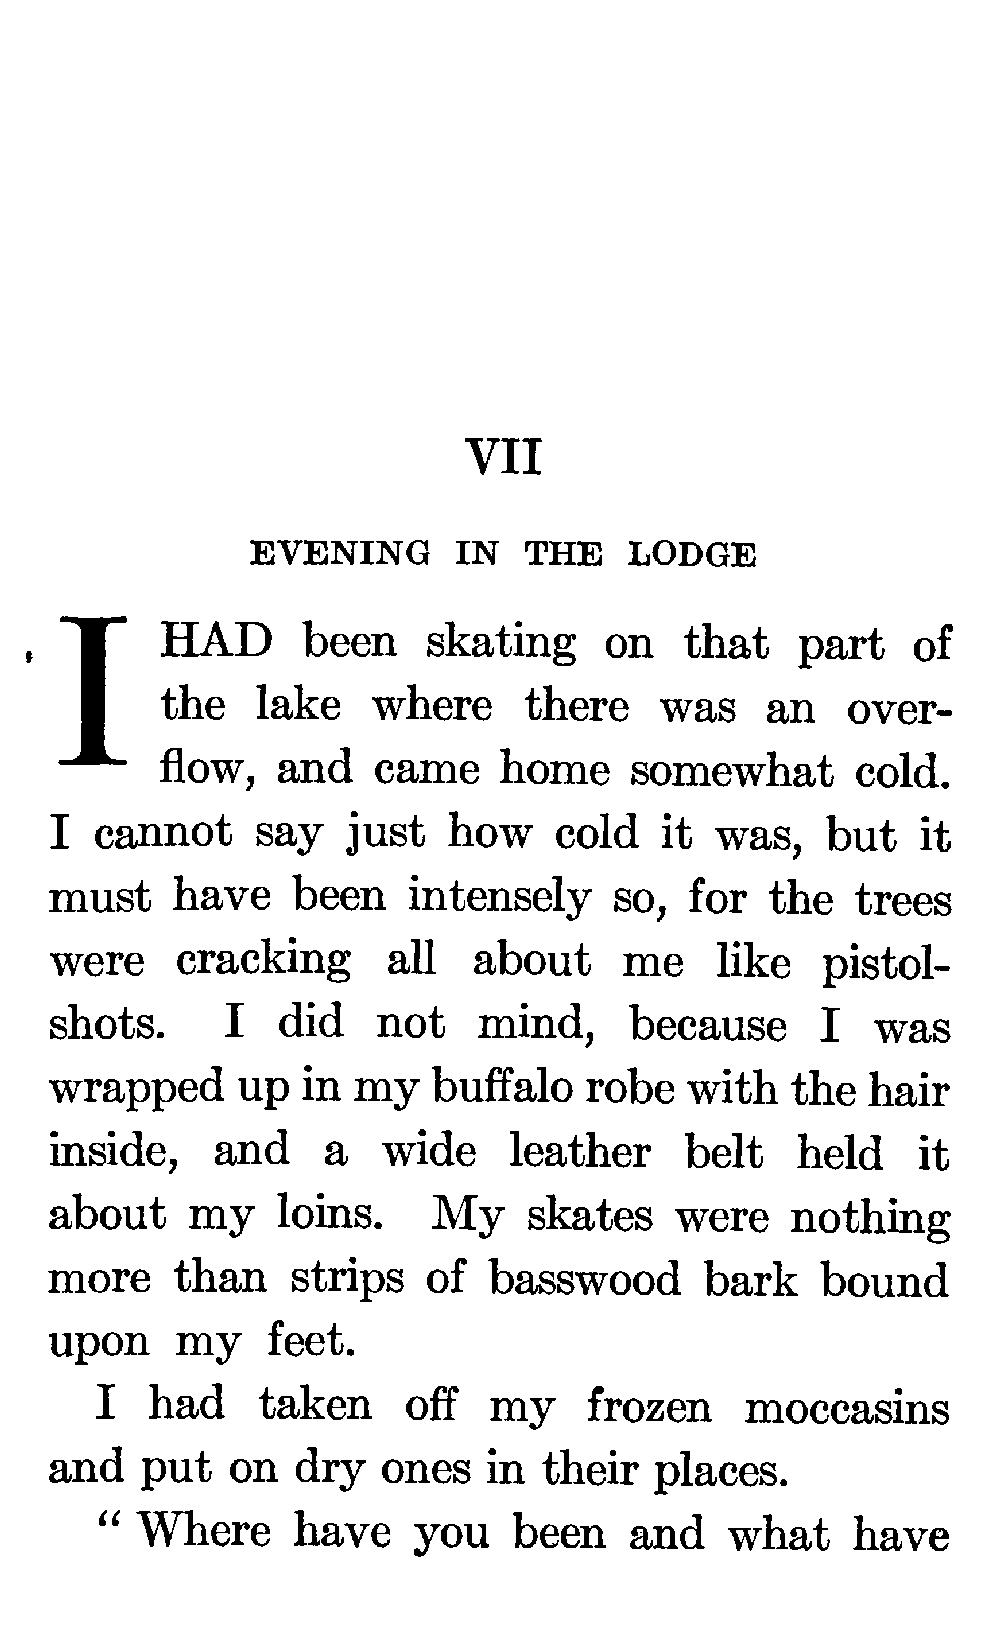 VII
EVENING IN THE LODGE
I HAD been skating on that part of
the lake where there was an over-
flow, and came home somewhat cold.
I cannot say just how cold it was, but it
must have been intensely so, for the trees
were cracking all about me like pistol-
shots. I did not mind, because I was
wrapped up in my buffalo robe with the hair
inside, and a wide leather belt held it
about my loins. My skates were nothing
more than strips of basswood bark bound
upon my feet.
I had taken off my frozen moccasins
and put on dry ones in their places.
“ Where have you been and what have